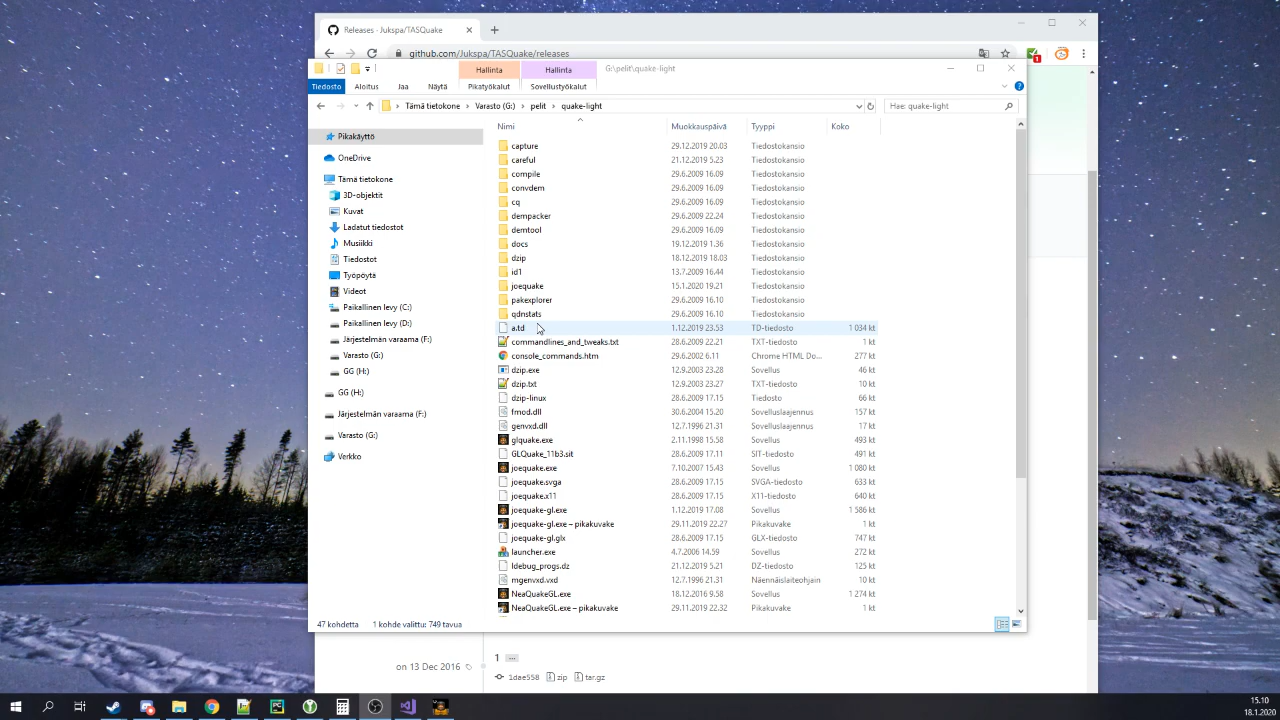 Releases · Jukspa/TASQuake
github.com/Jukspa/TASQuake/releases
1
Hallinta Hallinta G:\pelit\quake-light
Tiedosto Aloitus Jaa Näytä Pikatyökalut Sovellustyökalut
Tämä tietokone Varasto (G:) pelit quake-light Hae: quake-light
Nimi Muokkauspäivä Tyyppi Koko
Pikakäyttö
OneDrive
Tämä tietokone
3D-objektit
Kuvat
Ladatut tiedostot
Musiikki
Tiedostot
Työpöytä
Videot
Paikallinen levy (C:)
Paikallinen levy (D:)
Järjestelmän varaama (F:)
Varasto (G:)
GG (H:)
GG (H:)
Järjestelmän varaama (F:)
Varasto (G:)
Verkko
capture 29.12.2019 20.03 Tiedostokansio
careful 21.12.2019 5.23 Tiedostokansio
compile 29.6.2009 16.09 Tiedostokansio
convdem 29.6.2009 16.09 Tiedostokansio
cq 29.6.2009 16.09 Tiedostokansio
dempacker 29.6.2009 22.24 Tiedostokansio
demtool 29.6.2009 16.09 Tiedostokansio
docs 19.12.2019 1.36 Tiedostokansio
dzip 18.12.2019 18.03 Tiedostokansio
id1 13.7.2009 16.44 Tiedostokansio
joequake 15.1.2020 19.21 Tiedostokansio
pakexplorer 29.6.2009 16.10 Tiedostokansio
qdnstats 29.6.2009 16.10 Tiedostokansio
a.td 1.12.2019 23.53 TD-tiedosto 1 034 kt
commandlines_and_tweaks.txt 28.6.2009 22.21 TXT-tiedosto 1 kt
console_commands.htm 29.6.2002 6.11 Chrome HTML Do... 277 kt
dzip.exe 12.9.2003 23.28 Sovellus 46 kt
dzip.txt 12.9.2003 23.27 TXT-tiedosto 10 kt
dzip-linux 28.6.2009 17.15 Tiedosto 66 kt
fmod.dll 30.6.2004 15.20 Sovelluslaajennus 157 kt
genvxd.dll 12.7.1996 21.31 Sovelluslaajennus 17 kt
glquake.exe 2.11.1998 15.58 Sovellus 493 kt
GLQuake_11b3.sit 28.6.2009 17.11 SIT-tiedosto 491 kt
joequake.exe 7.10.2007 15.43 Sovellus 1 080 kt
joequake.svga 28.6.2009 17.15 SVGA-tiedosto 633 kt
joequake.x11 28.6.2009 17.15 X11-tiedosto 640 kt
joequake-gl.exe 1.12.2019 17.08 Sovellus 1 586 kt
joequake-gl.exe – pikakuvake 29.11.2019 22.27 Pikakuvake 1 kt
joequake-gl.glx 28.6.2009 17.15 GLX-tiedosto 747 kt
launcher.exe 4.7.2006 14.59 Sovellus 272 kt
ldebug_progs.dz 21.12.2019 5.21 DZ-tiedosto 125 kt
mgenvxd.vxd 12.7.1996 21.31 Näennäislaiteohjain 10 kt
NeaQuakeGL.exe 18.12.2016 9.58 Sovellus 1 274 kt
NeaQuakeGL.exe – pikakuvake 29.11.2019 22.32 Pikakuvake 1 kt
47 kohdetta 1 kohde valittu: 749 tavua
1 ...
on 13 Dec 2016
1dae558 zip tar.gz
15.10
18.1.2020